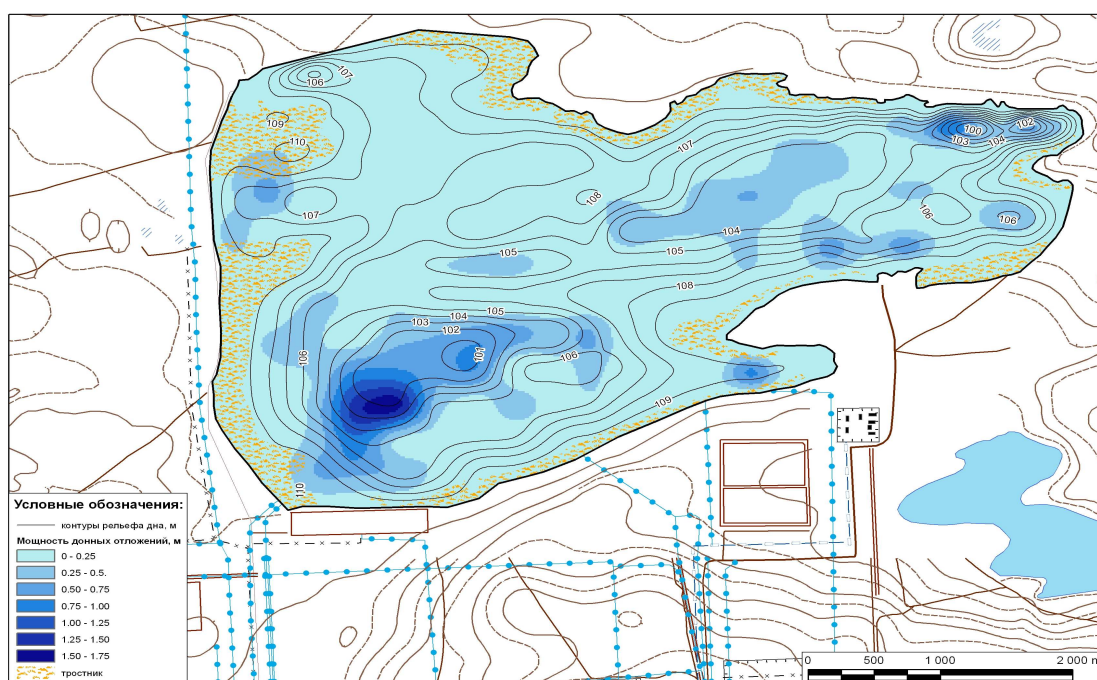 107
106
109
110
107
107
100
102
103
104
108
106
106
104
105
105
108
105
104
103
102
101
106
106
109
110
Условные обозначения:
контуры рельефа дна, м
Мощность донных отложений, м
0 - 0.25
0.25 - 0.5.
0.50 - 0.75
0.75 - 1.00
1.00 - 1.25
1.25 - 1.50
1.50 - 1.75
тростник
0 500 1 000 2 000